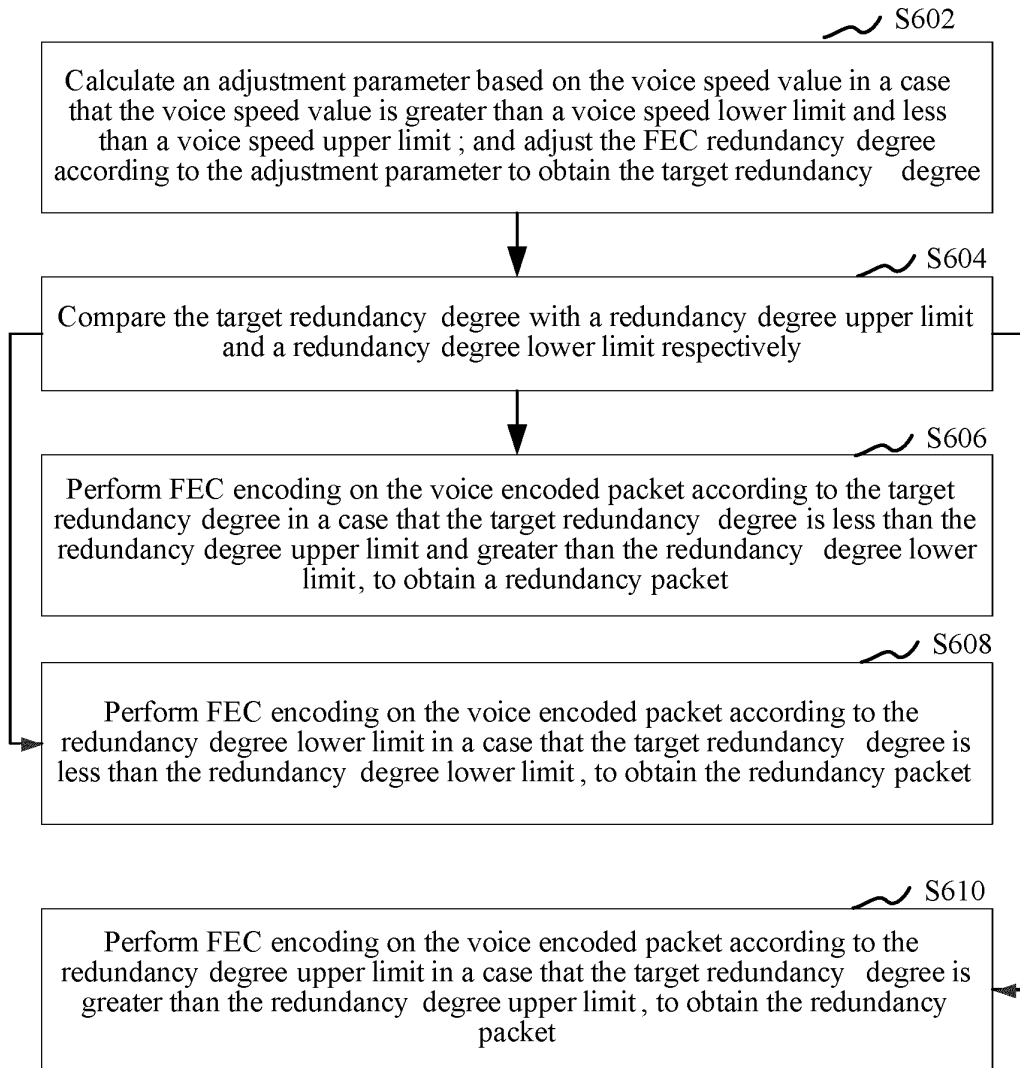 S602
Calculate an adjustment parameter based on the voice speed value in a case
that the voice speed value is greater than a voice speed lower limit and less
than a voice speed upper limit ; and adjust the FEC redundancy degree
according to the adjustment parameter to obtain the target redundancy degree
S604
Compare the target redundancy degree with a redundancy degree upper limit
and a redundancy degree lower limit respectively
S606
Perform FEC encoding on the voice encoded packet according to the target
redundancy degree in a case that the target redundancy degree is less than the
redundancy degree upper limit and greater than the redundancy degree lower
limit, to obtain a redundancy packet
S608
Perform FEC encoding on the voice encoded packet according to the
redundancy degree lower limit in a case that the target redundancy degree is
less than the redundancy degree lower limit , to obtain the redundancy packet
S610
Perform FEC encoding on the voice encoded packet according to the
redundancy degree upper limit in a case that the target redundancy degree is
greater than the redundancy degree upper limit , to obtain the redundancy
packet